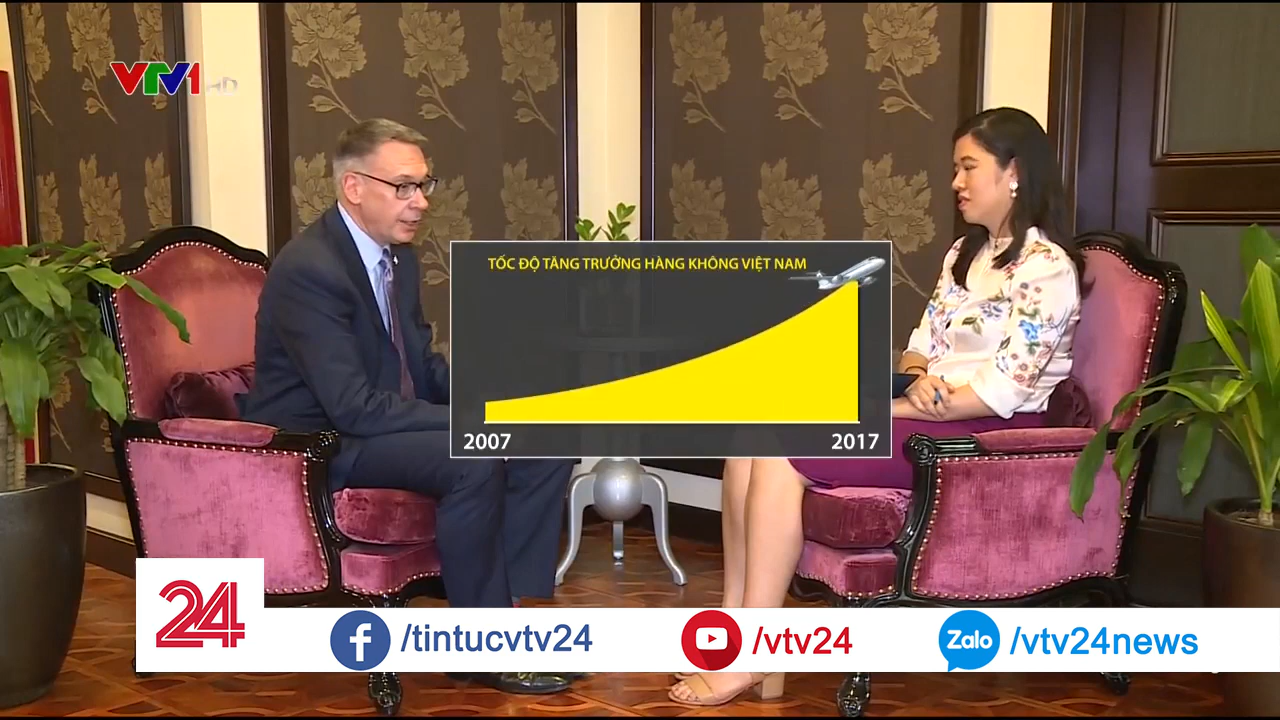 VTV1 HD
TỐC ĐỘ TĂNG TRƯỞNG HÀNG KHÔNG VIỆT NAM
2007 2017
24 /tintucvtv24 /vtv24 Zalo /vtv24news